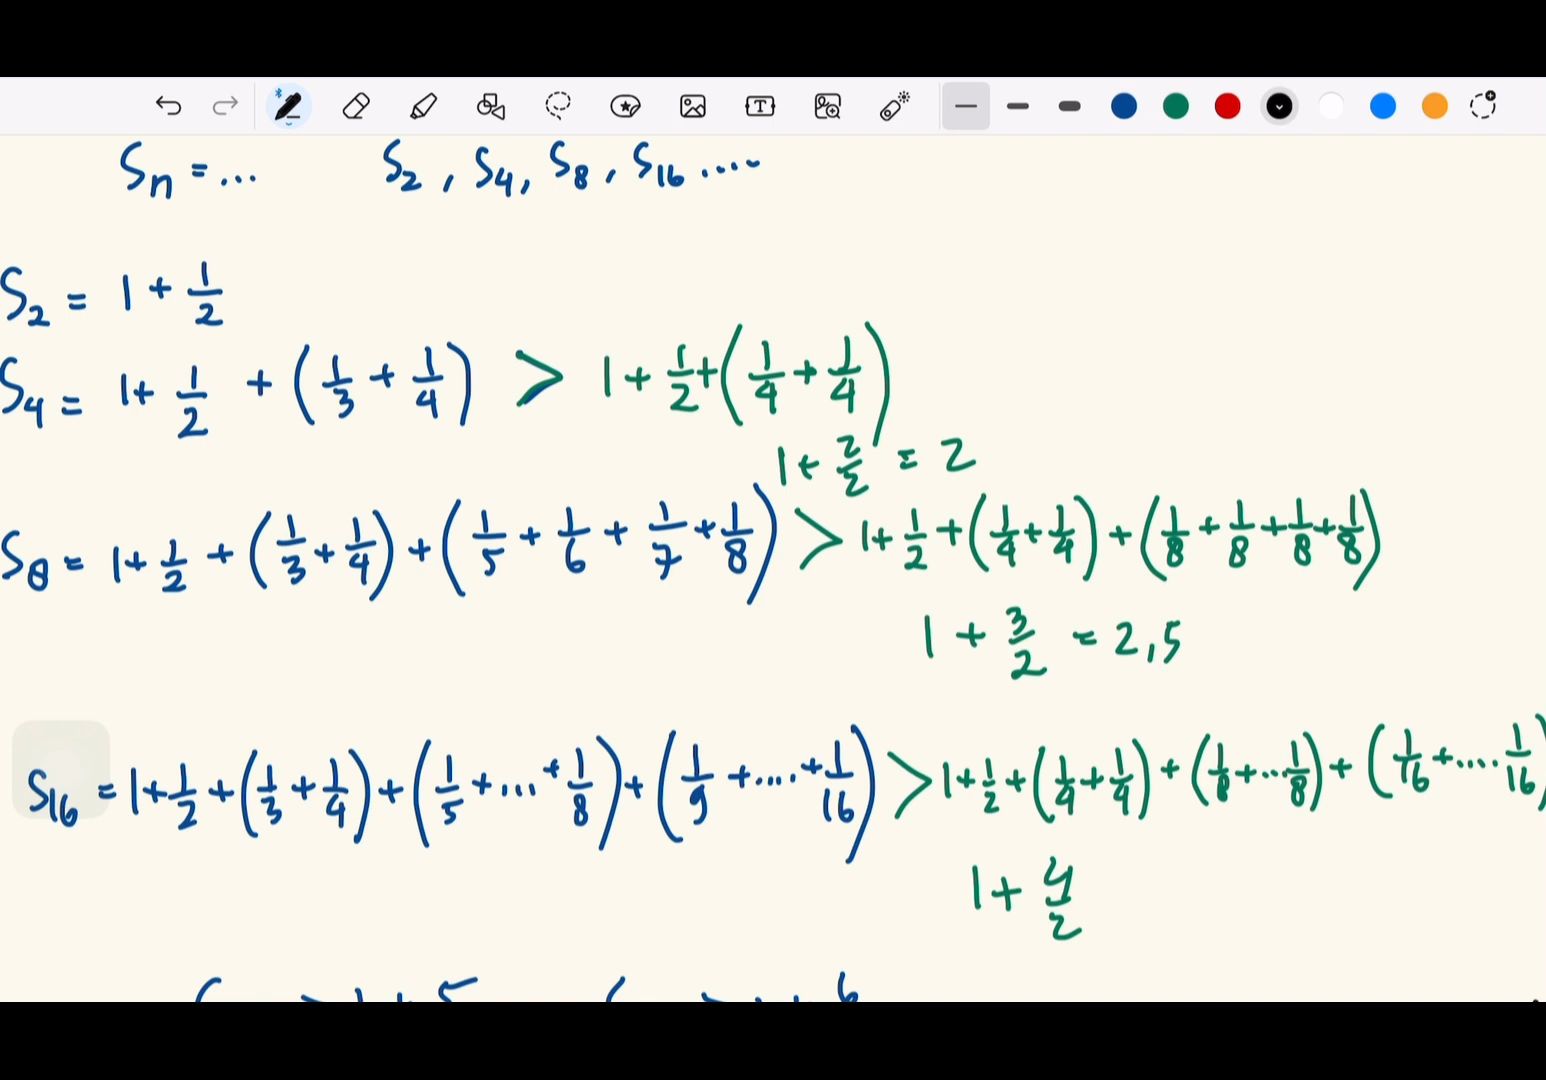 Sn = ... S2, S4, S8, S16 ....
S2 = 1 + 1/2
S4 = 1 + 1/2 + (1/3 + 1/4) > 1 + 1/2 + (1/4 + 1/4)
1 + 2/2 = 2
S8 = 1 + 1/2 + (1/3 + 1/4) + (1/5 + 1/6 + 1/7 + 1/8) > 1 + 1/2 + (1/4 + 1/4) + (1/8 + 1/8 + 1/8 + 1/8)
1 + 3/2 = 2,5
S16 = 1 + 1/2 + (1/3 + 1/4) + (1/5 + ... + 1/8) + (1/9 + .... + 1/16) > 1 + 1/2 + (1/4 + 1/4) + (1/8 + ... 1/8) + (1/16 + .... 1/16)
1 + 4/2